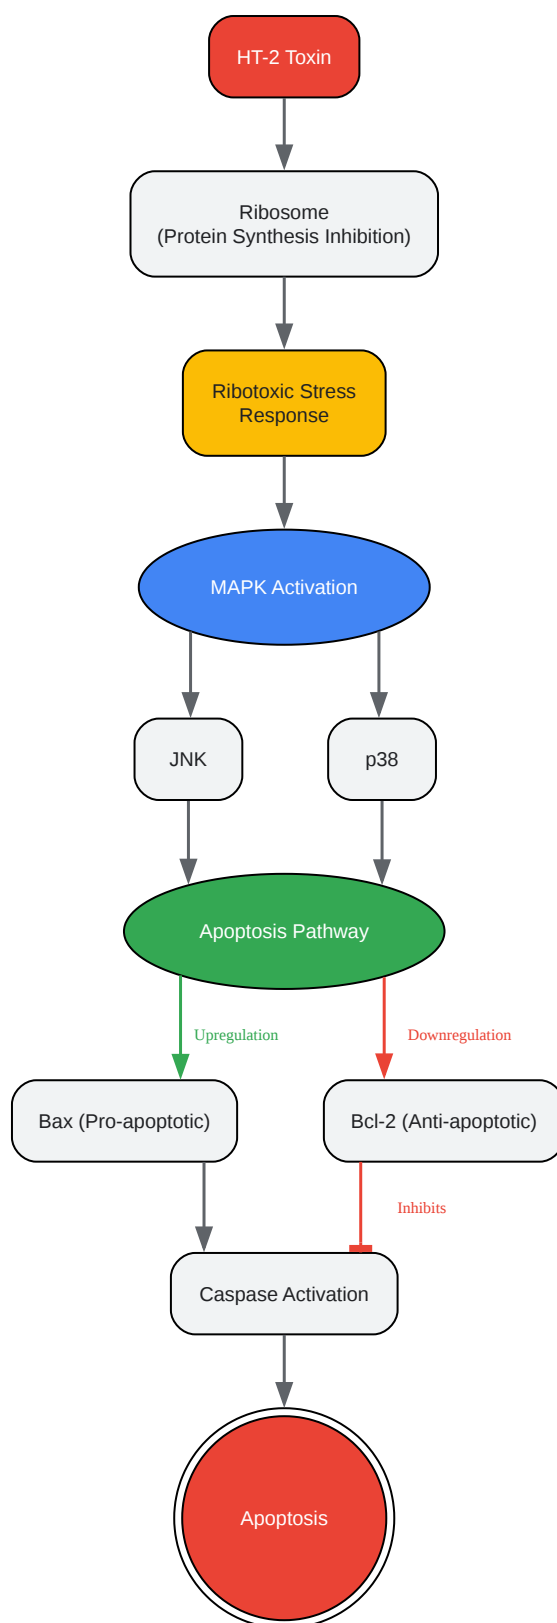 HT-2 Toxin
Ribosome
(Protein Synthesis Inhibition)
Ribotoxic Stress
Response
MAPK Activation
JNK
p38
Apoptosis Pathway
Upregulation
Downregulation
Bax (Pro-apoptotic)
Bcl-2 (Anti-apoptotic)
Inhibits
Caspase Activation
Apoptosis